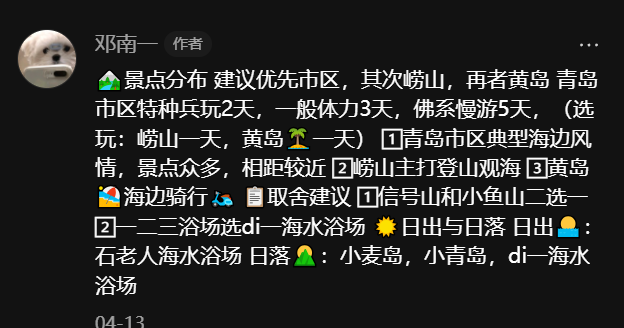 邓南一 作者 ...
🏞️景点分布 建议优先市区，其次崂山，再者黄岛 青岛
市区特种兵玩2天，一般体力3天，佛系慢游5天，（选
玩：崂山一天，黄岛🏝️一天） 1️⃣青岛市区典型海边风
情，景点众多，相距较近 2️⃣崂山主打登山观海 3️⃣黄岛
🏖️海边骑行🛵 📋取舍建议 1️⃣信号山和小鱼山二选一
2️⃣一二三浴场选di一海水浴场 ☀️日出与日落 日出🌅：
石老人海水浴场 日落🌄：小麦岛，小青岛，di一海水
浴场
04-13